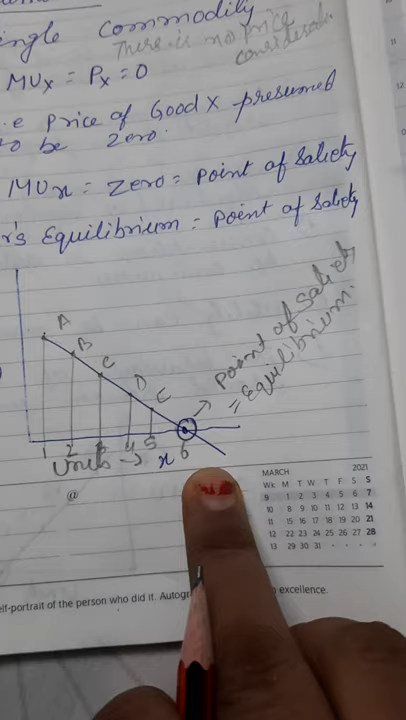 ingle Commodity
There is no Price
considerati
MUx = Px = 0
.e Price of Good X presumed
to be Zero.
MUx = Zero = Point of Satiety
r's Equilibrium = Point of Satiety
A
B
C
D
E
Point of Satiety
= Equilibrium.
1 2 3 4 5 6
Units → x
@
MARCH 2021
Wk M T W T F S S
9 1 2 3 4 5 6 7
10 8 9 10 11 12 13 14
11 15 16 17 18 19 20 21
12 22 23 24 25 26 27 28
13 29 30 31 · · · ·
elf-portrait of the person who did it. Autogr excellence.
11
12